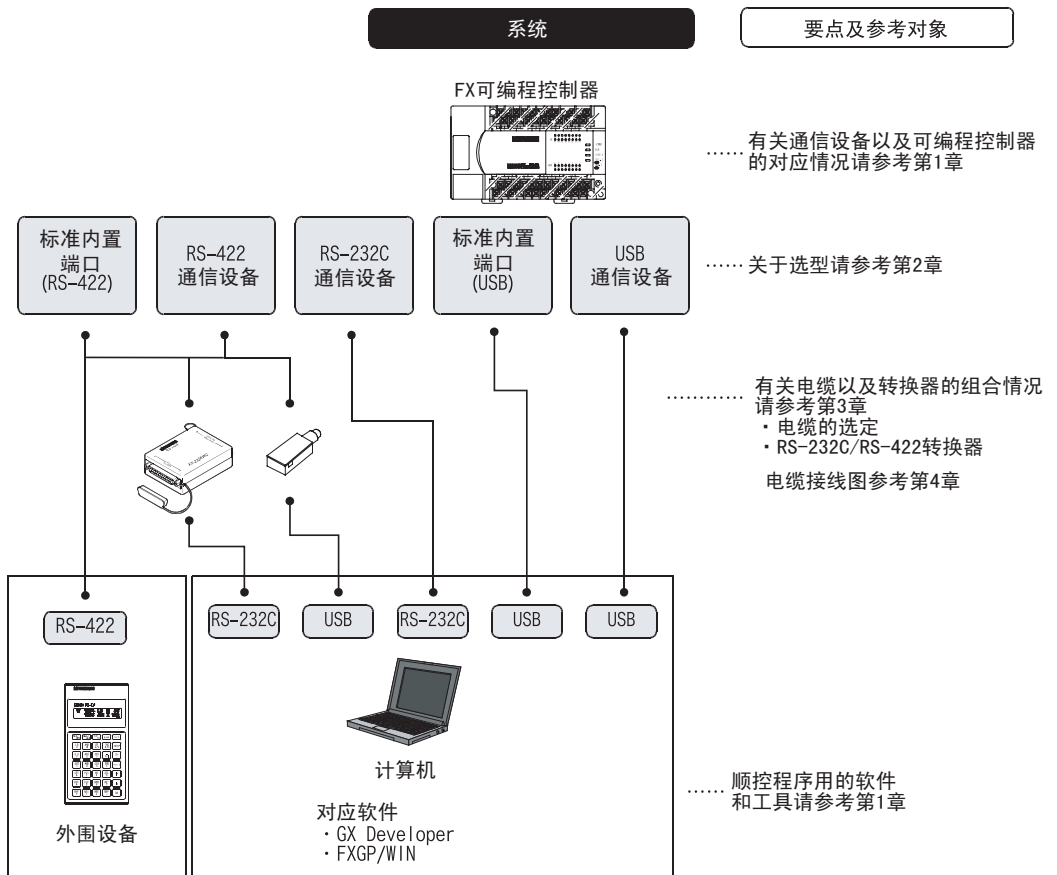 系统
要点及参考对象
FX可编程控制器
……有关通信设备以及可编程控制器
的对应情况请参考第1章
标准内置
端口
(RS-422)
RS-422
通信设备
RS-232C
通信设备
标准内置
端口
(USB)
USB
通信设备
……关于选型请参考第2章
…………有关电缆以及转换器的组合情况
请参考第3章
・电缆的选定
・RS-232C/RS-422转换器
电缆接线图参考第4章
RS-422
RS-232C
USB
RS-232C
USB
USB
外围设备
计算机
对应软件
・GX Developer
・FXGP/WIN
……顺控程序用的软件
和工具请参考第1章